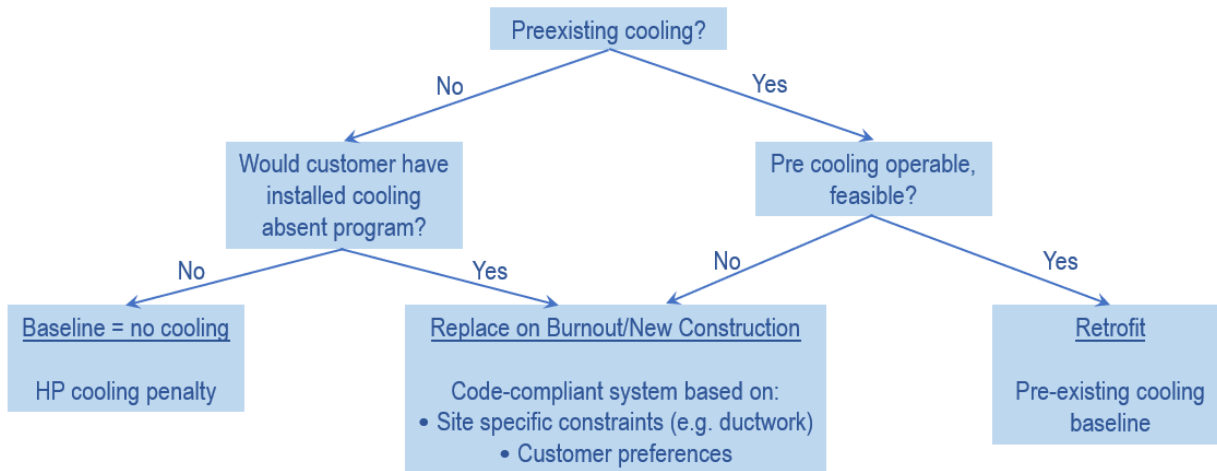 Preexisting cooling?
No
Yes
Would customer have
installed cooling
absent program?
Pre cooling operable,
feasible?
No
Yes
No
Yes
Baseline = no cooling
HP cooling penalty
Replace on Burnout/New Construction
Code-compliant system based on:
• Site specific constraints (e.g. ductwork)
• Customer preferences
Retrofit
Pre-existing cooling
baseline